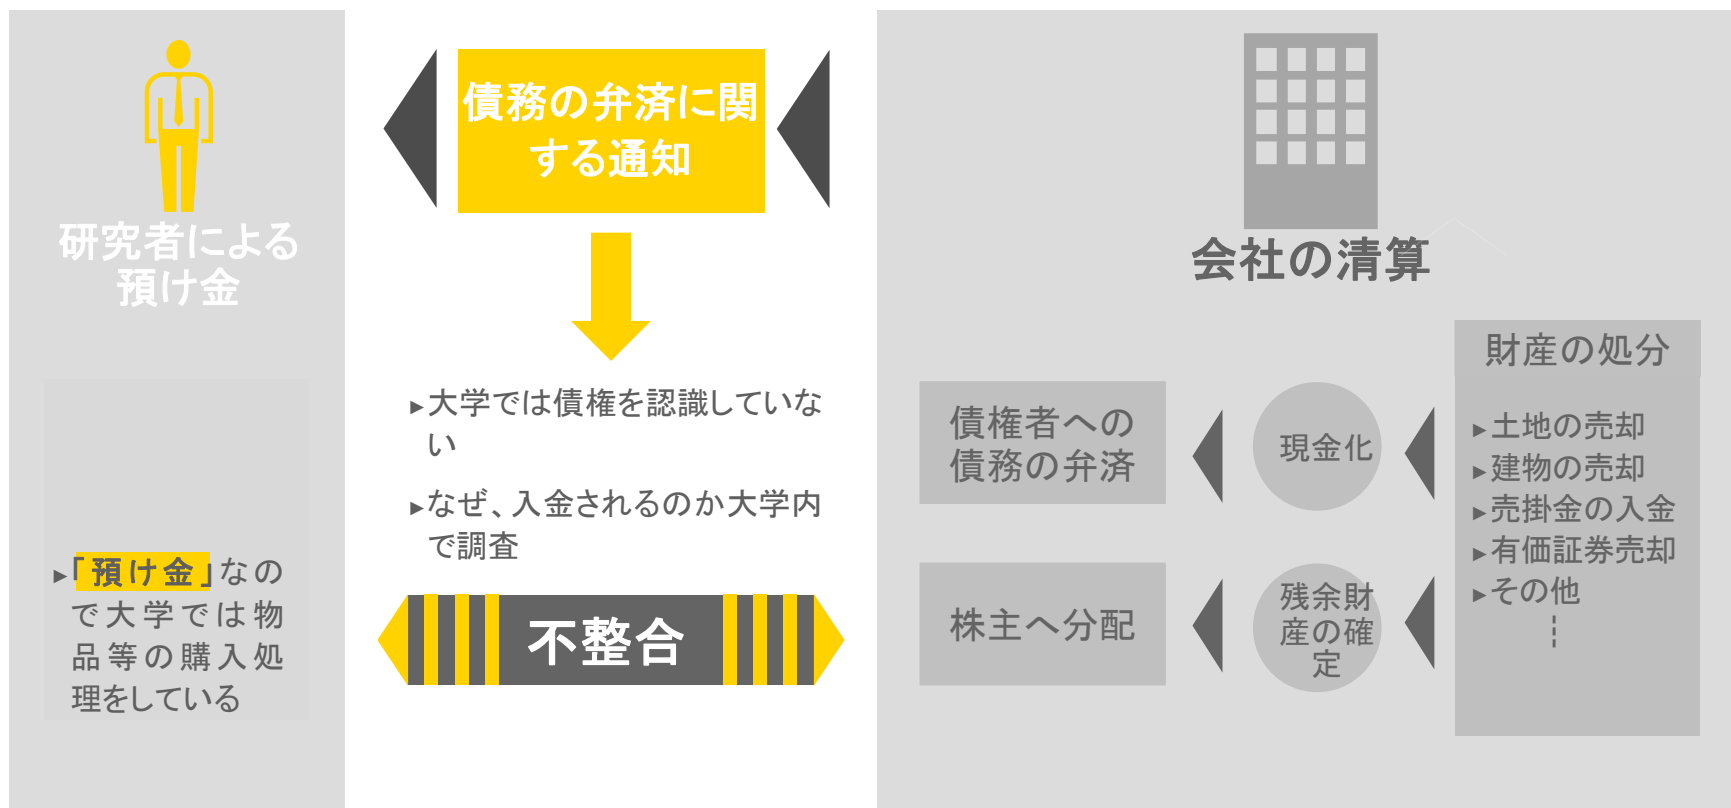 研究者による
預け金
▸「預け金」なの
で大学では物
品等の購入処
理をしている
債務の弁済に関
する通知
▸大学では債権を認識していな
い
▸なぜ、入金されるのか大学内
で調査
不整合
会社の清算
債権者への
債務の弁済
現金化
株主へ分配
残余財
産の確
定
財産の処分
▸土地の売却
▸建物の売却
▸売掛金の入金
▸有価証券売却
▸その他